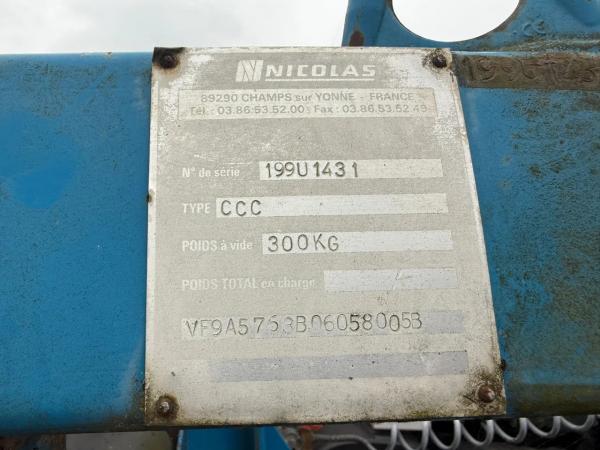 NICOLAS
89290 CHAMPS sur YONNE - FRANCE
Tél : 03.86.53.52.00 Fax : 03.86.53.52.49
N° de série 199U1431
TYPE CCC
POIDS à vide 300KG
POIDS TOTAL en charge
VF9A5763B06058005B